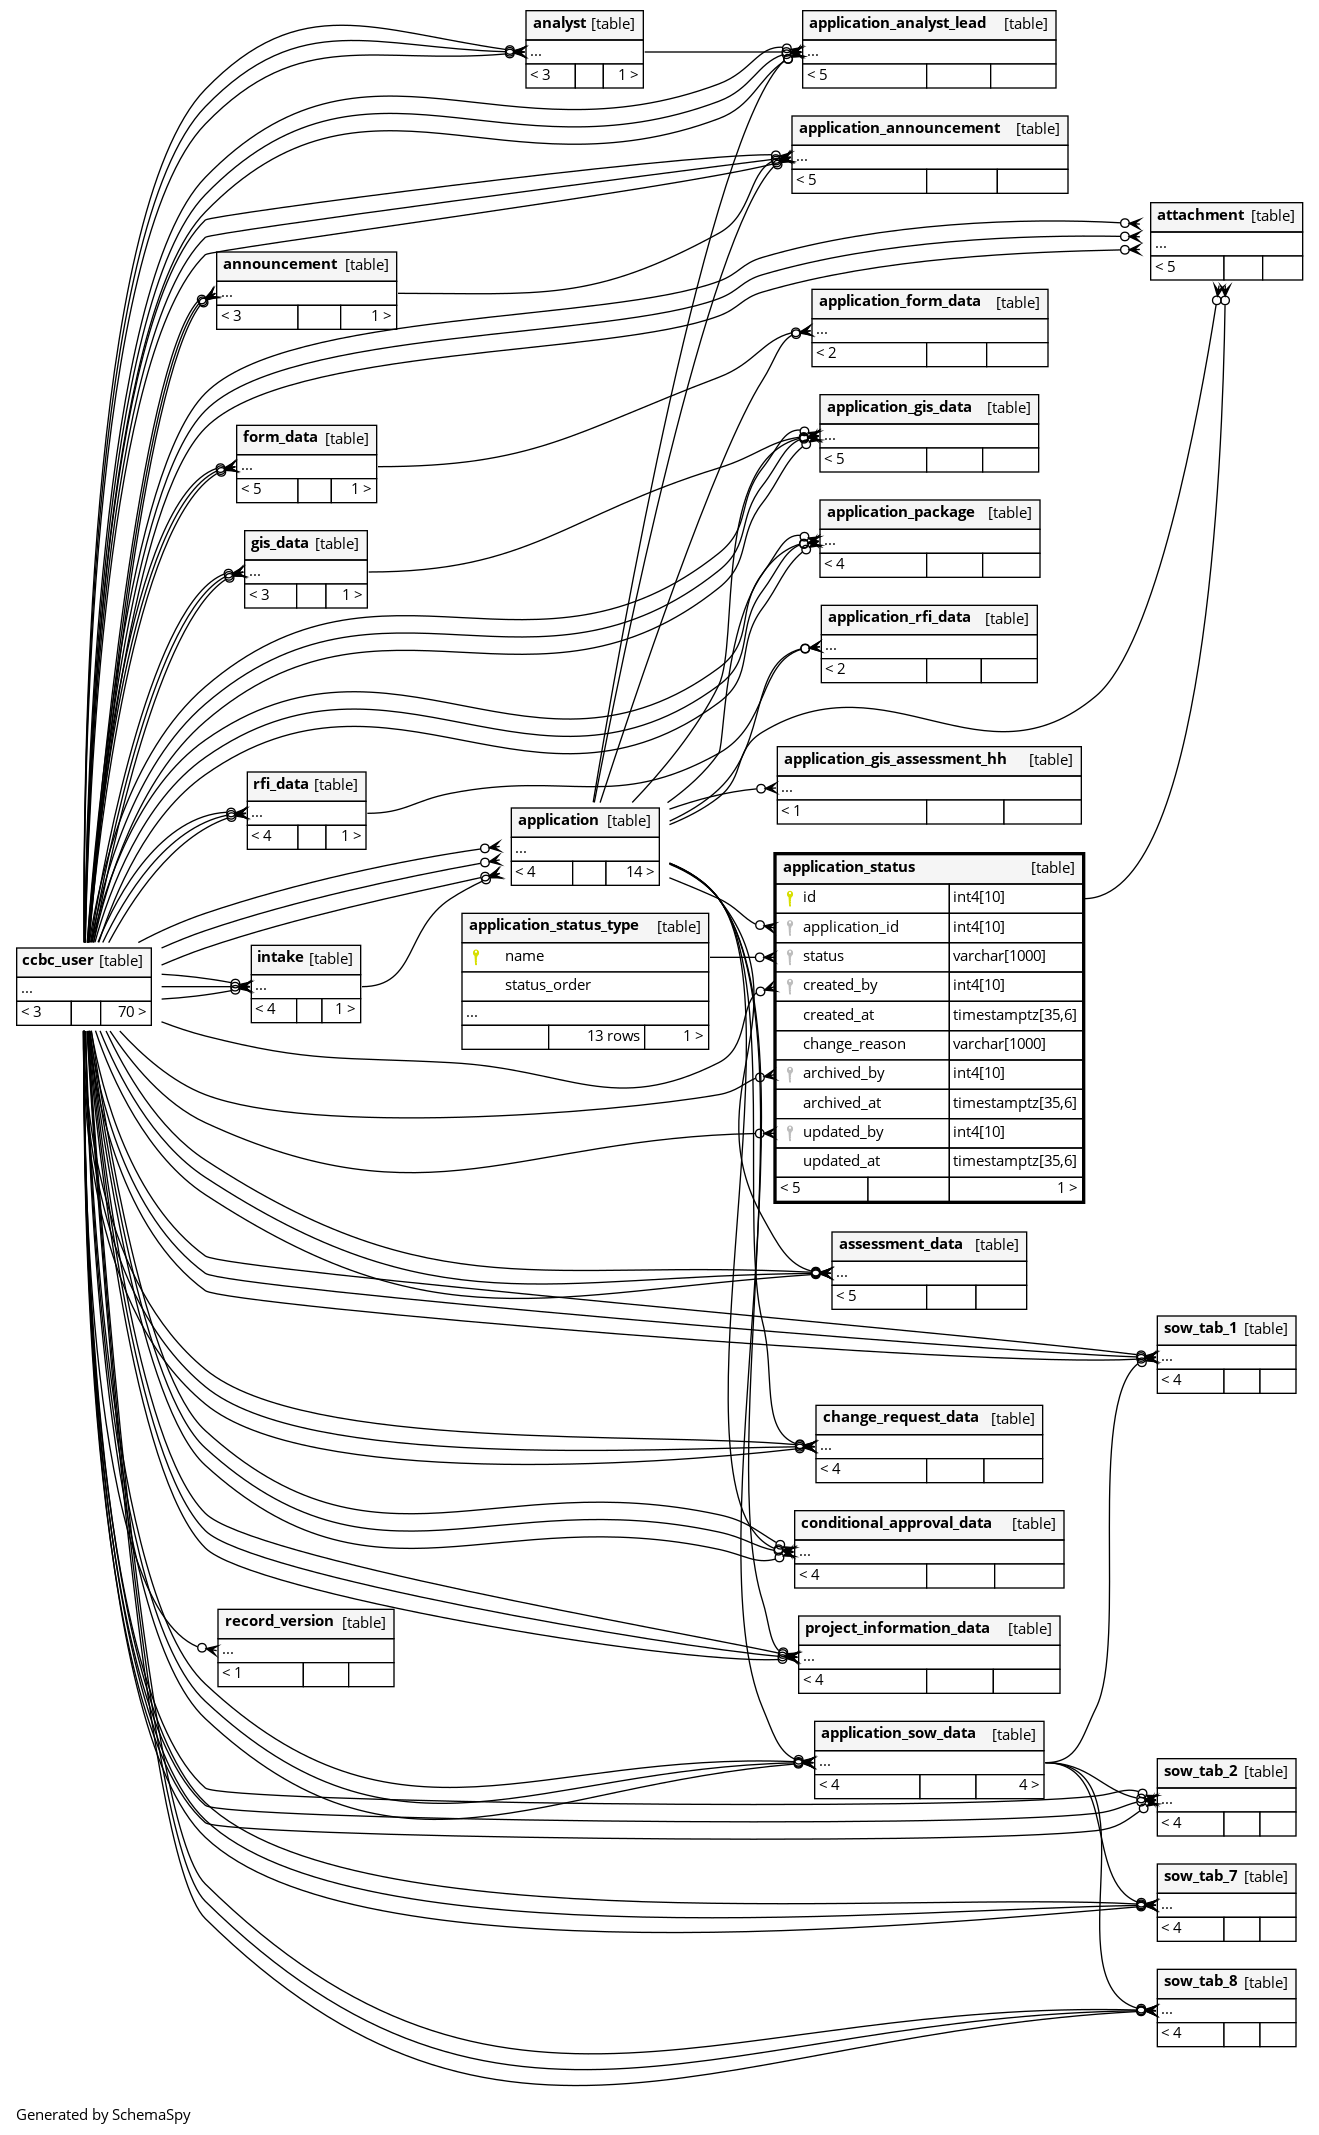 analyst [table]
...
< 3 1 >
application_analyst_lead [table]
...
< 5
application_announcement [table]
...
< 5
attachment [table]
...
< 5
announcement [table]
...
< 3 1 >
application_form_data [table]
...
< 2
application_gis_data [table]
...
< 5
form_data [table]
...
< 5 1 >
application_package [table]
...
< 4
gis_data [table]
...
< 3 1 >
application_rfi_data [table]
...
< 2
application_gis_assessment_hh [table]
...
< 1
rfi_data [table]
...
< 4 1 >
application [table]
...
< 4 14 >
application_status [table]
id int4[10]
application_id int4[10]
status varchar[1000]
created_by int4[10]
created_at timestamptz[35,6]
change_reason varchar[1000]
archived_by int4[10]
archived_at timestamptz[35,6]
updated_by int4[10]
updated_at timestamptz[35,6]
< 5 1 >
application_status_type [table]
name
status_order
...
13 rows 1 >
ccbc_user [table]
...
< 3 70 >
intake [table]
...
< 4 1 >
assessment_data [table]
...
< 5
sow_tab_1 [table]
...
< 4
change_request_data [table]
...
< 4
conditional_approval_data [table]
...
< 4
record_version [table]
...
< 1
project_information_data [table]
...
< 4
application_sow_data [table]
...
< 4 4 >
sow_tab_2 [table]
...
< 4
sow_tab_7 [table]
...
< 4
sow_tab_8 [table]
...
< 4
Generated by SchemaSpy